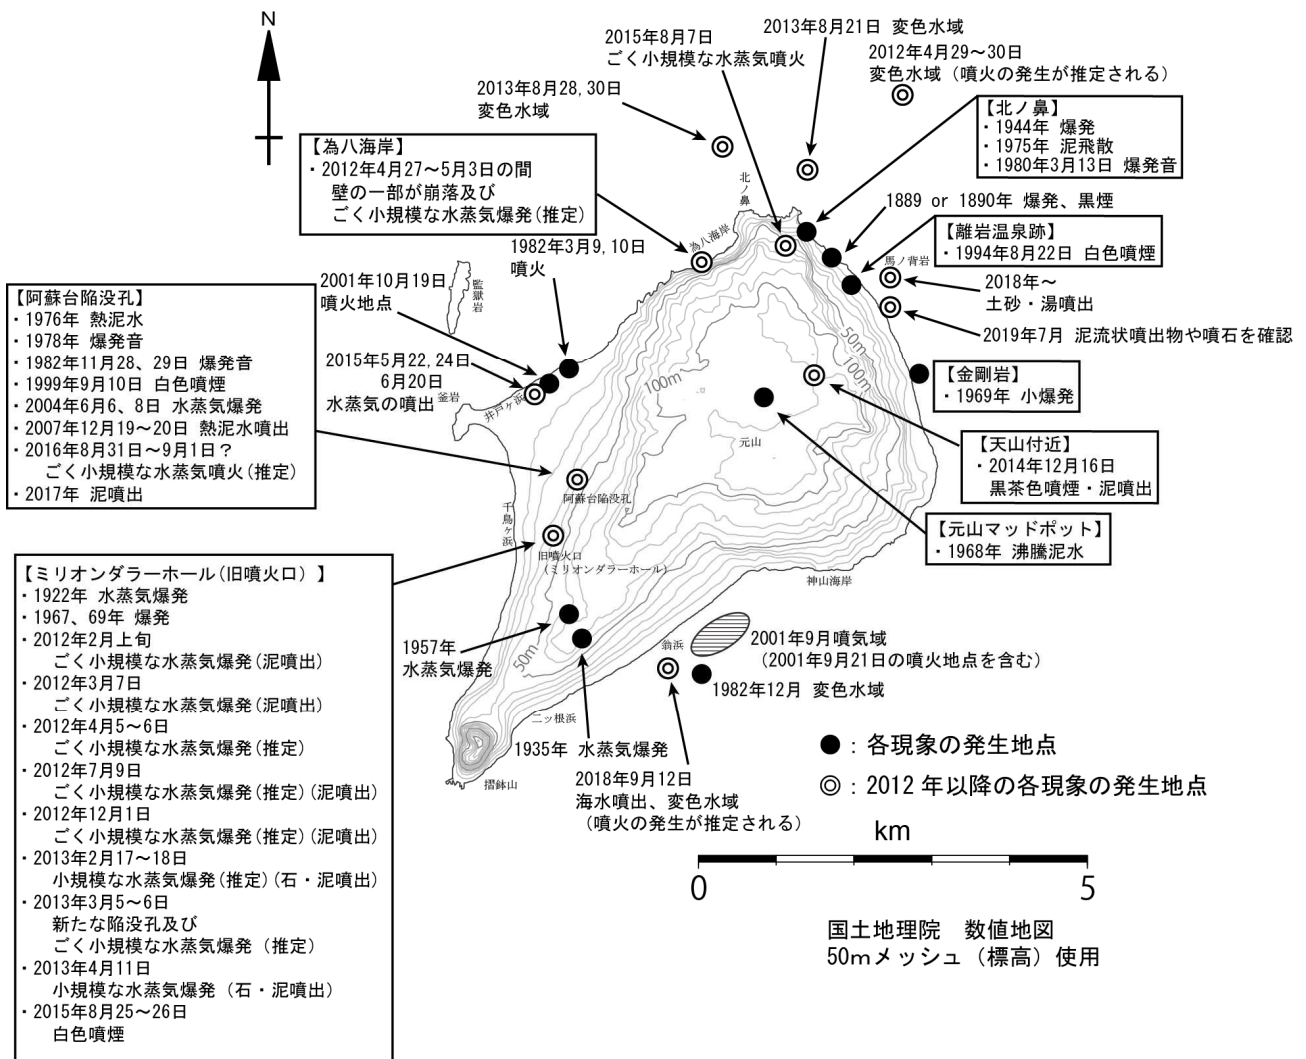 N
2013年8月21日 変色水域
2015年8月7日
ごく小規模な水蒸気噴火
2012年4月29～30日
変色水域（噴火の発生が推定される）
2013年8月28,30日
変色水域
【北ノ鼻】
・1944年 爆発
・1975年 泥飛散
・1980年3月13日 爆発音
【為八海岸】
・2012年4月27～5月3日の間
壁の一部が崩落及び
ごく小規模な水蒸気爆発(推定)
北ノ鼻
1889 or 1890年 爆発、黒煙
【離岩温泉跡】
・1994年8月22日 白色噴煙
為八海岸
馬ノ背岩
1982年3月9,10日
噴火
2018年～
土砂・湯噴出
2001年10月19日
噴火地点
監獄岩
2019年7月 泥流状噴出物や噴石を確認
【阿蘇台陥没孔】
・1976年 熱泥水
・1978年 爆発音
・1982年11月28、29日 爆発音
・1999年9月10日 白色噴煙
・2004年6月6、8日 水蒸気爆発
・2007年12月19～20日 熱泥水噴出
・2016年8月31日～9月1日？
ごく小規模な水蒸気噴火(推定)
・2017年 泥噴出
2015年5月22,24日
6月20日
水蒸気の噴出
釜岩
井戸ヶ浜
50m
100m
100m
【金剛岩】
・1969年 小爆発
元山
【天山付近】
・2014年12月16日
黒茶色噴煙・泥噴出
阿蘇台陥没孔
千鳥ヶ浜
【元山マッドポット】
・1968年 沸騰泥水
旧噴火口
(ミリオンダラーホール)
神山海岸
【ミリオンダラーホール(旧噴火口) 】
・1922年 水蒸気爆発
・1967、69年 爆発
・2012年2月上旬
ごく小規模な水蒸気爆発(泥噴出)
・2012年3月7日
ごく小規模な水蒸気爆発(泥噴出)
・2012年4月5～6日
ごく小規模な水蒸気爆発(推定)
・2012年7月9日
ごく小規模な水蒸気爆発(推定)(泥噴出)
・2012年12月1日
ごく小規模な水蒸気爆発(推定)(泥噴出)
・2013年2月17～18日
小規模な水蒸気爆発(推定)(石・泥噴出)
・2013年3月5～6日
新たな陥没孔及び
ごく小規模な水蒸気爆発（推定）
・2013年4月11日
小規模な水蒸気爆発（石・泥噴出）
・2015年8月25～26日
白色噴煙
1957年
水蒸気爆発
50m
翁浜
2001年9月噴気域
（2001年9月21日の噴火地点を含む）
1982年12月 変色水域
二ッ根浜
1935年 水蒸気爆発
摺鉢山
2018年9月12日
海水噴出、変色水域
（噴火の発生が推定される）
●：各現象の発生地点
◎：2012年以降の各現象の発生地点
km
0 5
国土地理院　数値地図
50mメッシュ（標高）使用